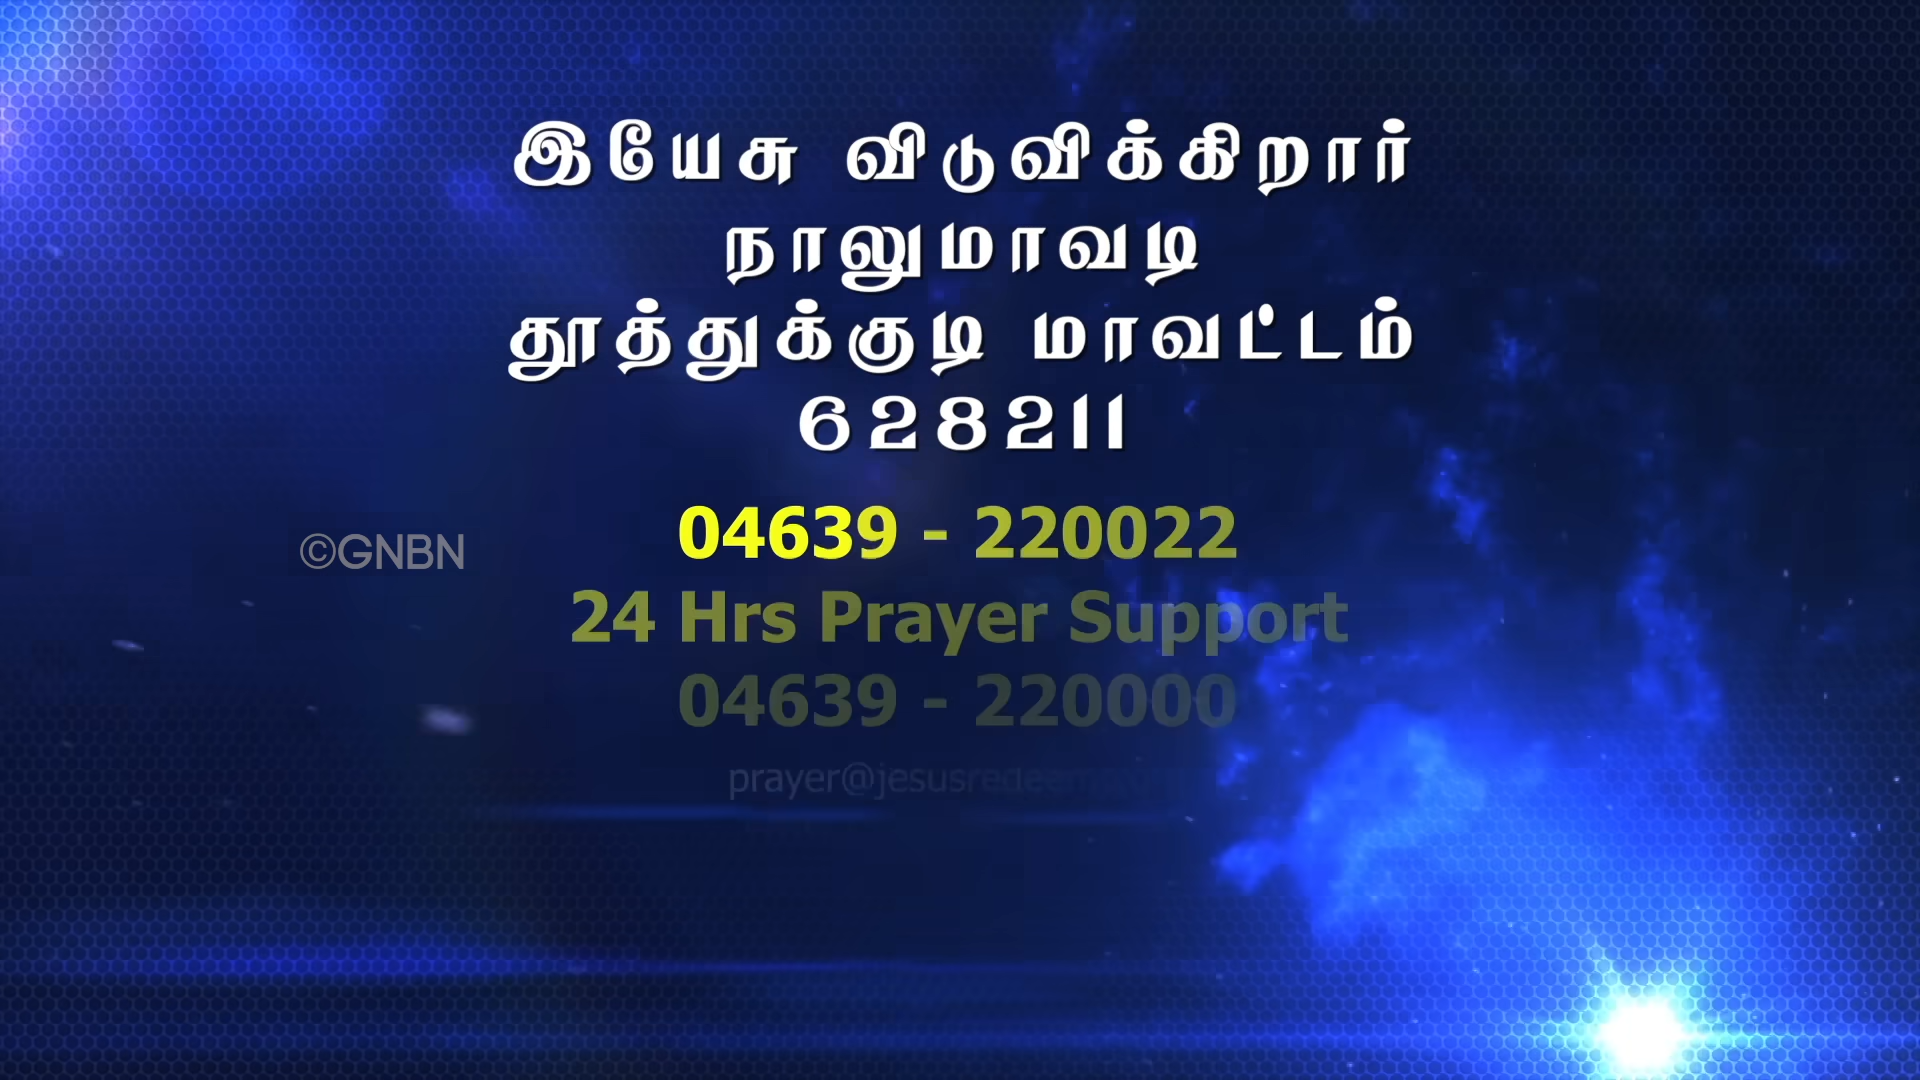 இயேசு விடுவிக்கிறார்
நாலுமாவடி
தூத்துக்குடி மாவட்டம்
628211
04639 - 220022
©GNBN
24 Hrs Prayer Support
04639 - 220000